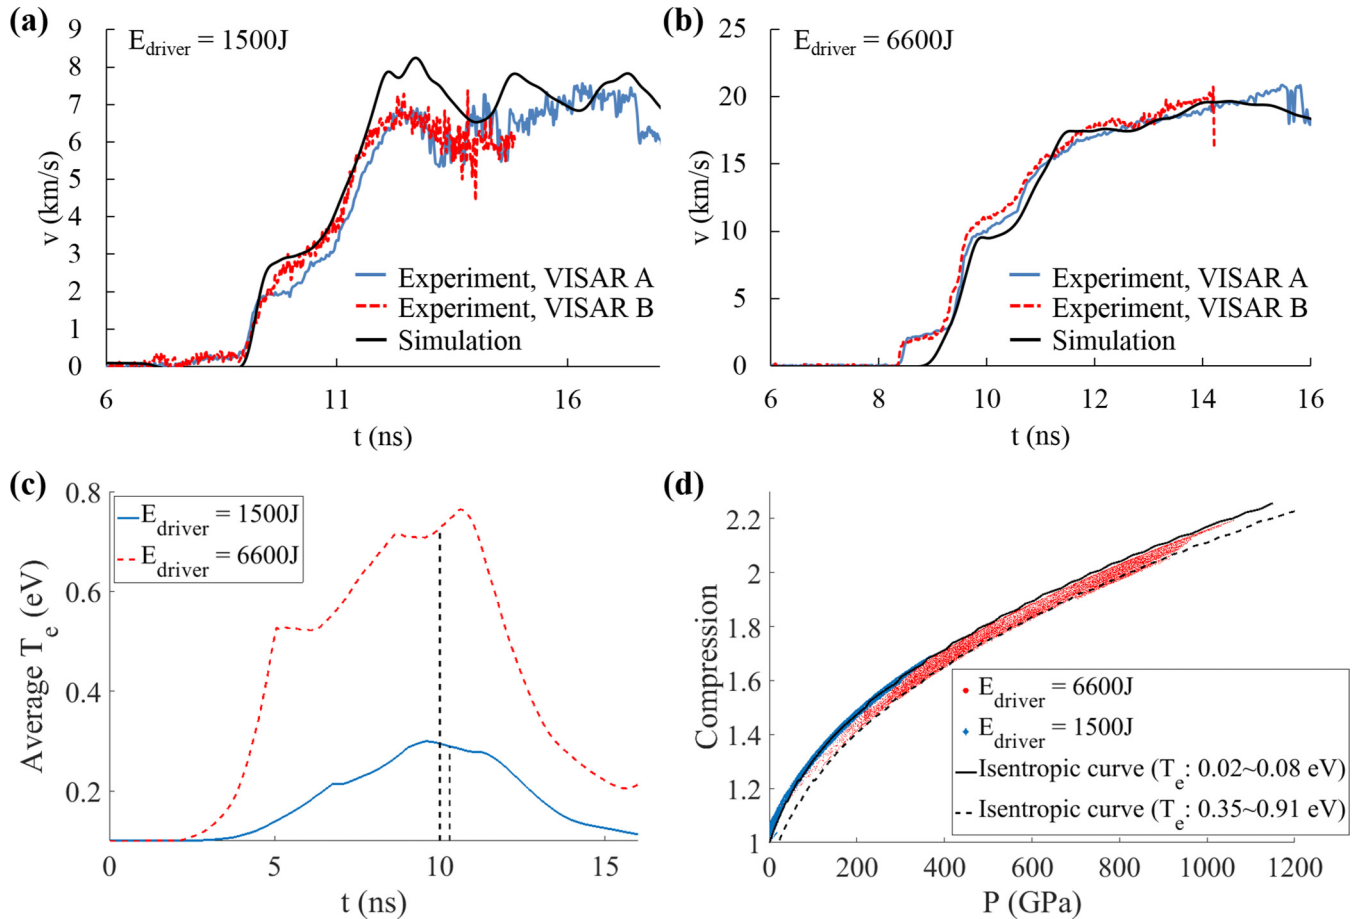 (a)
E_driver = 1500J
9
8
7
6
5
4
3
2
1
0
v (km/s)
6
11
16
t (ns)
Experiment, VISAR A
Experiment, VISAR B
Simulation
(b)
E_driver = 6600J
25
20
15
10
5
0
v (km/s)
6
8
10
12
14
16
t (ns)
Experiment, VISAR A
Experiment, VISAR B
Simulation
(c)
E_driver = 1500J
E_driver = 6600J
0.8
0.6
0.4
0.2
Average T_e (eV)
0
5
10
15
t (ns)
(d)
2.2
2
1.8
1.6
1.4
1.2
1
Compression
0
200
400
600
800
1000
1200
P (GPa)
E_driver = 6600J
E_driver = 1500J
Isentropic curve (T_e: 0.02~0.08 eV)
Isentropic curve (T_e: 0.35~0.91 eV)